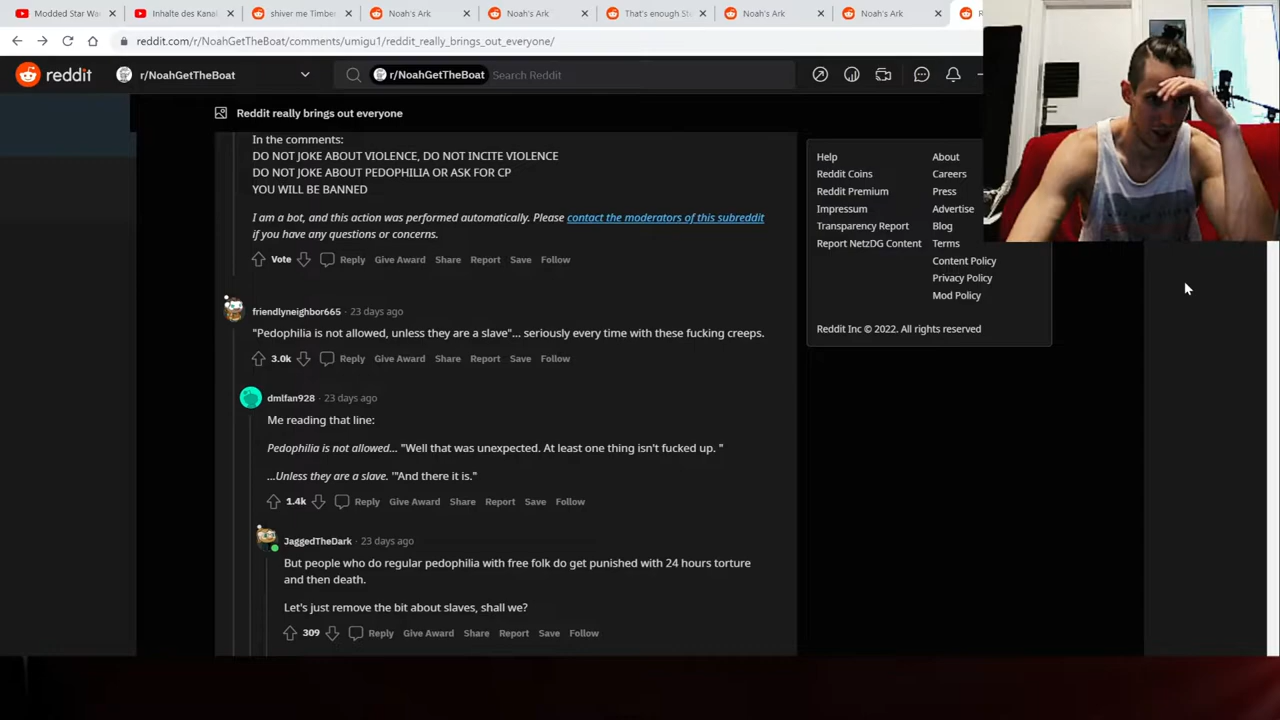 Modded Star Wa
Inhalte des Kanal
shiver me Timber
Noah's Ark
Noah's Ark
That's enough St
Noah's Ark
Noah's Ark
reddit.com/r/NoahGetTheBoat/comments/umigu1/reddit_really_brings_out_everyone/
reddit
r/NoahGetTheBoat
r/NoahGetTheBoat Search Reddit
Reddit really brings out everyone
In the comments:
DO NOT JOKE ABOUT VIOLENCE, DO NOT INCITE VIOLENCE
DO NOT JOKE ABOUT PEDOPHILIA OR ASK FOR CP
YOU WILL BE BANNED
I am a bot, and this action was performed automatically. Please contact the moderators of this subreddit
if you have any questions or concerns.
Vote Reply Give Award Share Report Save Follow
friendlyneighbor665 · 23 days ago
"Pedophilia is not allowed, unless they are a slave"... seriously every time with these fucking creeps.
3.0k Reply Give Award Share Report Save Follow
dmlfan928 · 23 days ago
Me reading that line:
Pedophilia is not allowed... "Well that was unexpected. At least one thing isn't fucked up. "
...Unless they are a slave. '"And there it is."
1.4k Reply Give Award Share Report Save Follow
JaggedTheDark · 23 days ago
But people who do regular pedophilia with free folk do get punished with 24 hours torture
and then death.
Let's just remove the bit about slaves, shall we?
309 Reply Give Award Share Report Save Follow
Help About
Reddit Coins Careers
Reddit Premium Press
Impressum Advertise
Transparency Report Blog
Report NetzDG Content Terms
Content Policy
Privacy Policy
Mod Policy
Reddit Inc © 2022. All rights reserved